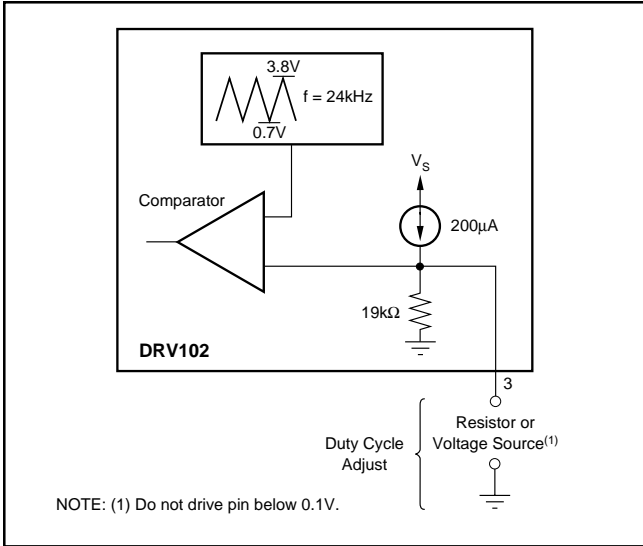 3.8V
f = 24kHz
0.7V
V_S
Comparator
200μA
19kΩ
DRV102
3
Duty Cycle
Adjust
Resistor or
Voltage Source(1)
NOTE: (1) Do not drive pin below 0.1V.